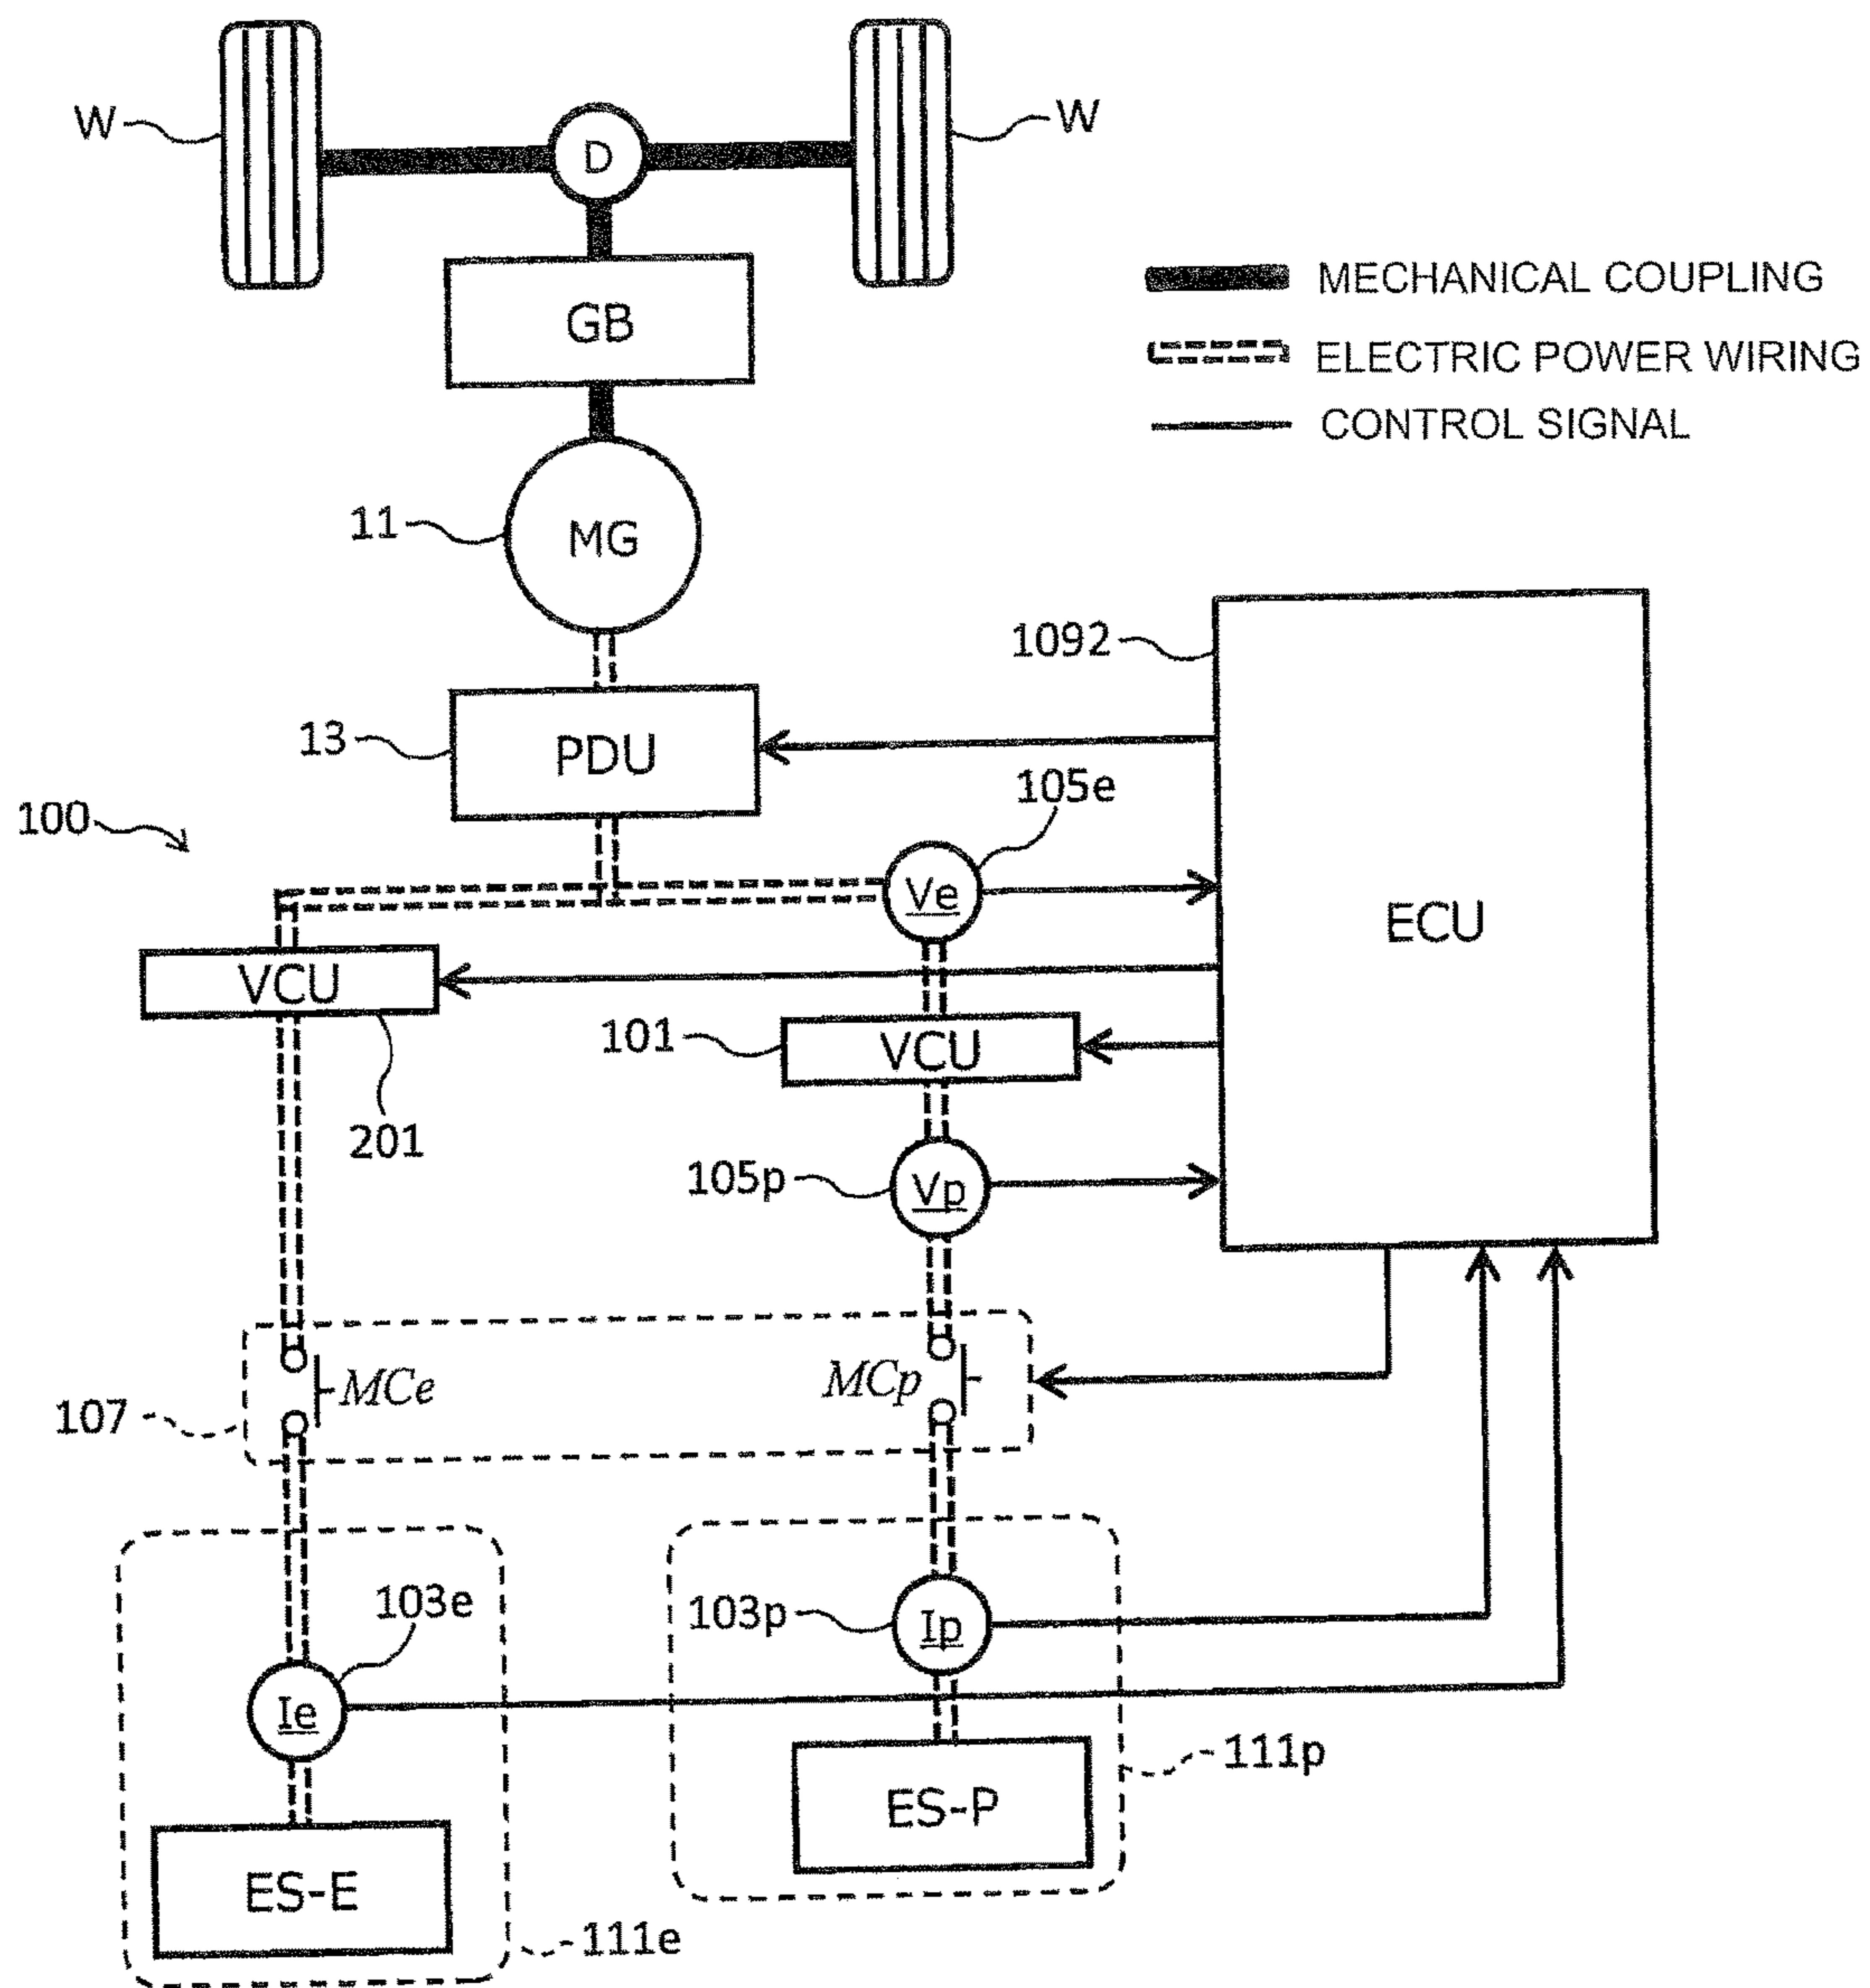 W
W
D
GB
MECHANICAL COUPLING
ELECTRIC POWER WIRING
CONTROL SIGNAL
11
MG
1092
13
PDU
105e
100
Ve
ECU
VCU
101
VCU
201
105p
Vp
MCe
MCp
107
103e
103p
Ip
Ie
111p
ES-P
ES-E
111e